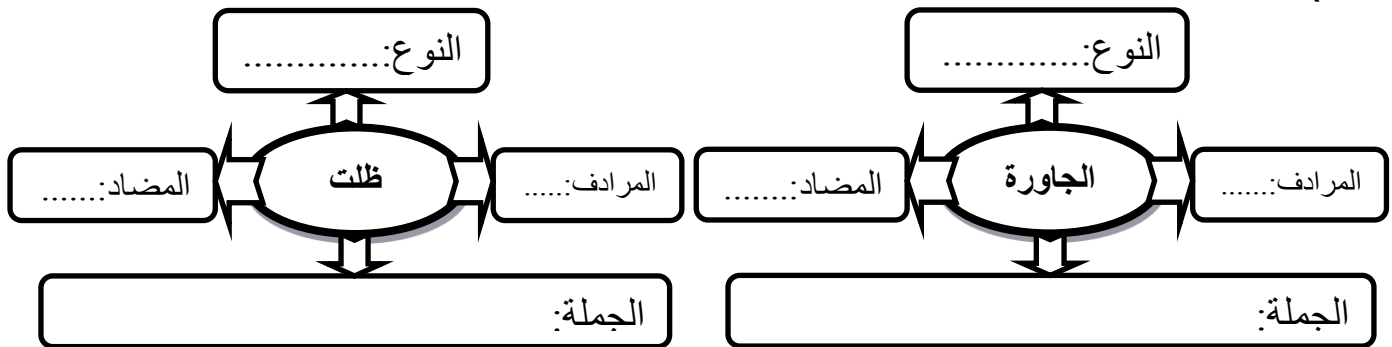 النوع:.............
النوع:.............
المرادف:......
الجاورة
المضاد:.......
المرادف:.....
ظلت
المضاد:.......
الجملة:
الجملة: